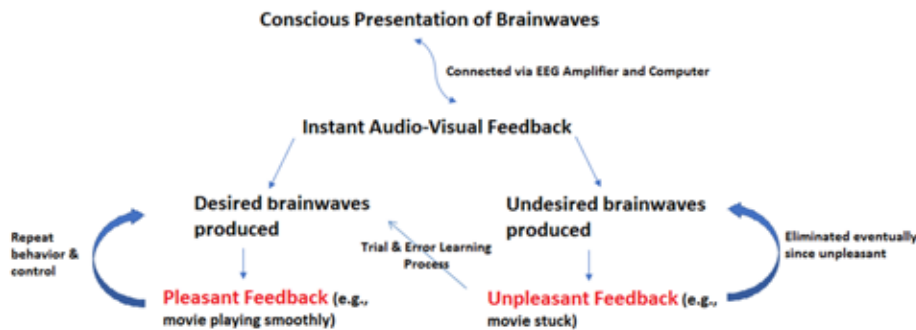 Conscious Presentation of Brainwaves
Connected via EEG Amplifier and Computer
Instant Audio-Visual Feedback
Desired brainwaves
produced
Undesired brainwaves
produced
Repeat
behavior &
control
Trial & Error Learning
Process
Eliminated eventually
since unpleasant
Pleasant Feedback (e.g.,
movie playing smoothly)
Unpleasant Feedback (e.g.,
movie stuck)